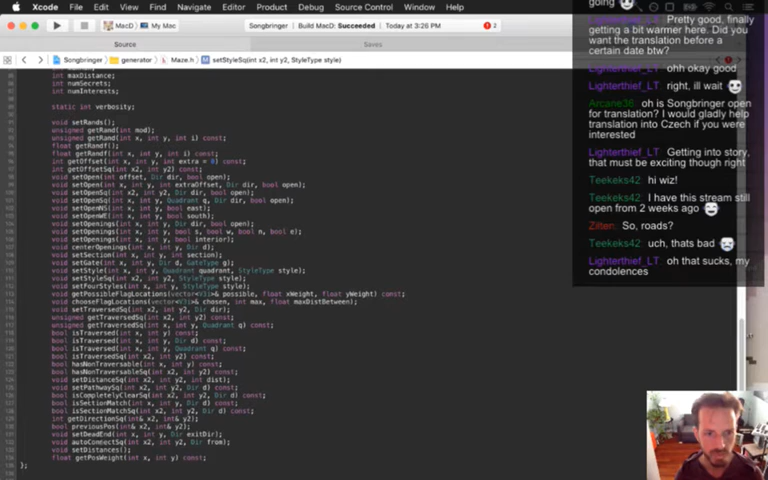 Xcode File Edit View Find Navigate Editor Product Debug Source Control Window Help
MacD My Mac
Songbringer Build MacD: Succeeded Today at 3:26 PM
2
Source
Saves
Songbringer generator Maze.h setStyleSq(int x2, int y2, StyleType style)
int maxDistance;
int numSecrets;
int numInterests;
static int verbosity;
void setRands();
unsigned getRand(int mod);
unsigned getRand(int x, int y, int i) const;
float getRandf();
float getRandf(int x, int y, int i) const;
int getOffset(int x, int y, int extra = 0) const;
int getOffsetSq(int x2, int y2) const;
void setOpen(int offset, Dir dir, bool open);
void setOpen(int x, int y, int extraOffset, Dir dir, bool open);
void setOpenSq(int x2, int y2, Dir dir, bool open);
void setOpenSq(int x, int y, Quadrant q, Dir dir, bool open);
void setOpenNS(int x, int y, bool east);
void setOpenWE(int x, int y, bool south);
void setOpenings(int x, int y, Dir dir, bool open);
void setOpenings(int x, int y, bool s, bool w, bool n, bool e);
void setOpenings(int x, int y, bool interior);
void centerOpenings(int x, int y, Dir d);
void setSection(int x, int y, int section);
void setGate(int x, int y, Dir d, GateType g);
void setStyle(int x, int y, Quadrant quadrant, StyleType style);
void setStyleSq(int x2, int y2, StyleType style);
void setFourStyles(int x, int y, StyleType style);
void getPossibleFlagLocations(vector<V3i>& possible, float xWeight, float yWeight) const;
void chooseFlagLocations(vector<V3i>& chosen, int max, float maxDistBetween);
void setTraversedSq(int x2, int y2, Dir dir);
unsigned getTraversedSq(int x2, int y2) const;
unsigned getTraversedSq(int x, int y, Quadrant q) const;
bool isTraversed(int x, int y) const;
bool isTraversed(int x, int y, Dir d) const;
bool isTraversed(int x, int y, Quadrant q) const;
bool isTraversedSq(int x2, int y2) const;
bool hasNonTraversable(int x, int y) const;
bool hasNonTraversableSq(int x2, int y2) const;
void setDistanceSq(int x2, int y2, int dist);
void setPathwaySq(int x2, int y2, Dir d) const;
bool isCompletelyClearSq(int x2, int y2) const;
bool isSectionMatch(int x, int y, Dir d) const;
bool isSectionMatchSq(int x2, int y2, Dir d) const;
int getDirectionSq(int& x2, int& y2);
bool previousPos(int& x2, int& y2);
void setDeadEnd(int x, int y, Dir exitDir);
void autoConnectSq(int x2, int y2, Dir from);
void setDistances();
float getPosWeight(int x, int y) const;
};
going
Lighterthief_LT: Pretty good, finally
getting a bit warmer here. Did you
want the translation before a
certain date btw?
Lighterthief_LT: ohh okay good
Lighterthief_LT: right, ill wait
Arcane36: oh is Songbringer open
for translation? I would gladly help
translation into Czech if you were
interested
Lighterthief_LT: Getting into story,
that must be exciting though right
Teekeks42: hi wiz!
Teekeks42: I have this stream still
open from 2 weeks ago
Zilten: So, roads?
Teekeks42: uch, thats bad
Lighterthief_LT: oh that sucks, my
condolences